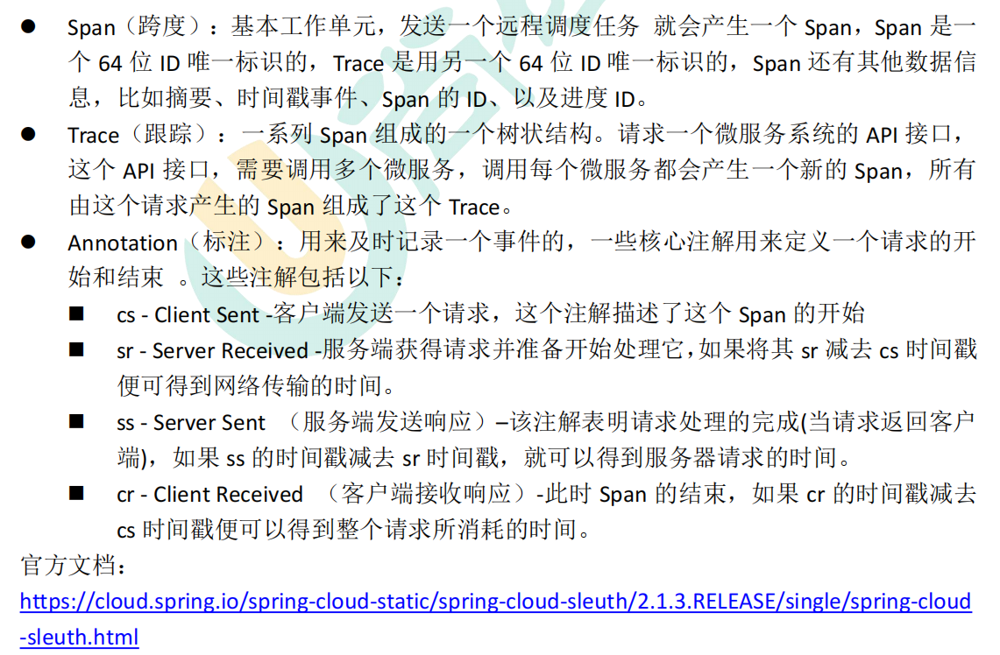 ● Span（跨度）：基本工作单元，发送一个远程调度任务 就会产生一个 Span，Span 是一
个 64 位 ID 唯一标识的，Trace 是用另一个 64 位 ID 唯一标识的，Span 还有其他数据信
息，比如摘要、时间戳事件、Span 的 ID、以及进度 ID。
● Trace（跟踪）：一系列 Span 组成的一个树状结构。请求一个微服务系统的 API 接口，
这个 API 接口，需要调用多个微服务，调用每个微服务都会产生一个新的 Span，所有
由这个请求产生的 Span 组成了这个 Trace。
● Annotation（标注）：用来及时记录一个事件的，一些核心注解用来定义一个请求的开
始和结束 。这些注解包括以下：
■ cs - Client Sent -客户端发送一个请求，这个注解描述了这个 Span 的开始
■ sr - Server Received -服务端获得请求并准备开始处理它，如果将其 sr 减去 cs 时间戳
便可得到网络传输的时间。
■ ss - Server Sent （服务端发送响应）–该注解表明请求处理的完成(当请求返回客户
端)，如果 ss 的时间戳减去 sr 时间戳，就可以得到服务器请求的时间。
■ cr - Client Received （客户端接收响应）-此时 Span 的结束，如果 cr 的时间戳减去
cs 时间戳便可以得到整个请求所消耗的时间。
官方文档：
https://cloud.spring.io/spring-cloud-static/spring-cloud-sleuth/2.1.3.RELEASE/single/spring-cloud
-sleuth.html